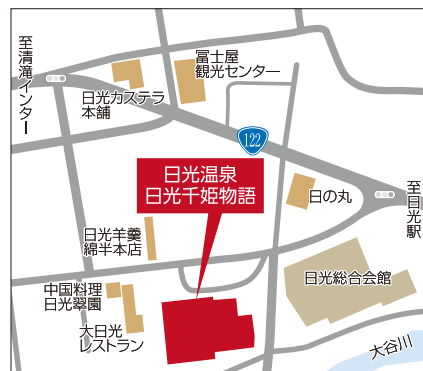 至清滝インター
日光カステラ
本舗
冨士屋
観光センター
122
日光温泉
日光千姫物語
日の丸
至日光駅
日光羊羹
綿半本店
日光総合会館
中国料理
日光翠園
大日光
レストラン
大谷川